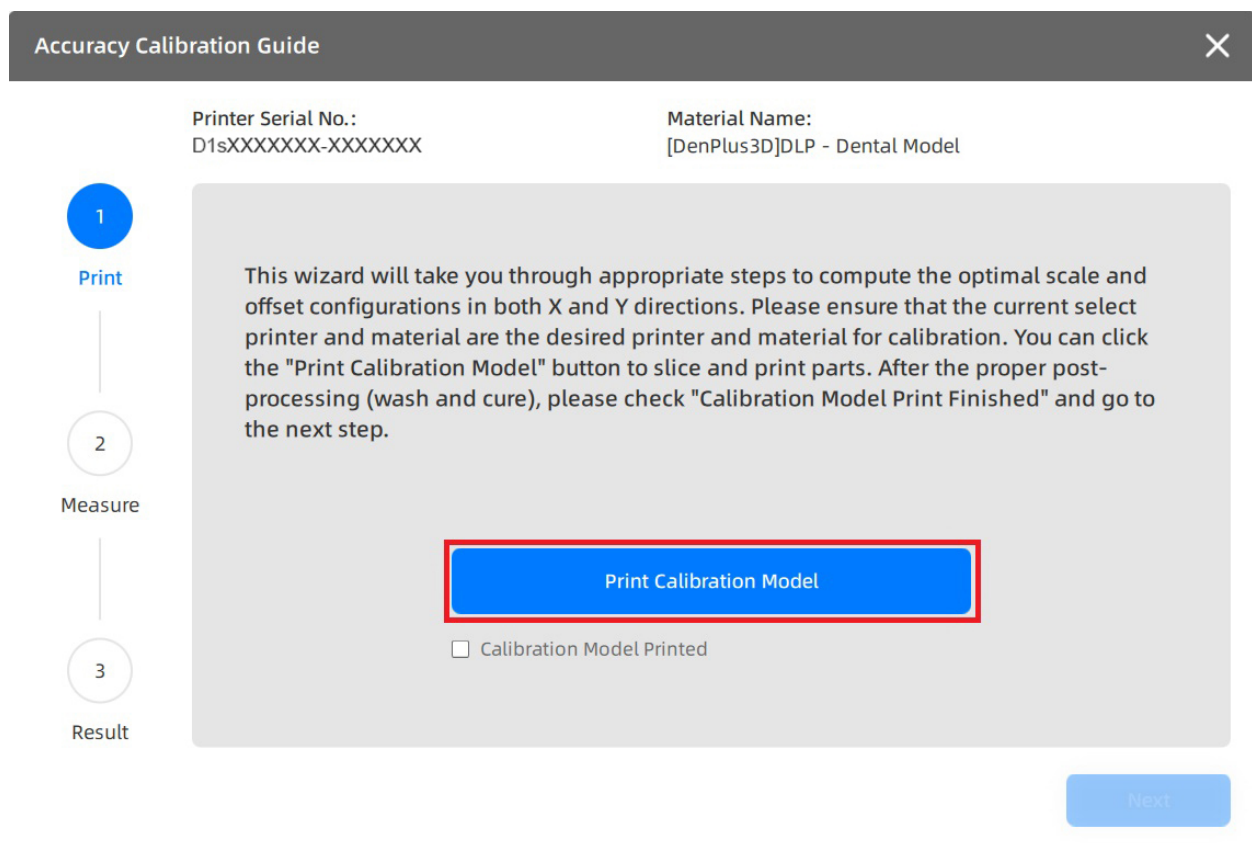 Accuracy Calibration Guide
Printer Serial No.:
D1sXXXXXXX-XXXXXXX
Material Name:
[DenPlus3D]DLP - Dental Model
1
Print
2
Measure
3
Result
This wizard will take you through appropriate steps to compute the optimal scale and
offset configurations in both X and Y directions. Please ensure that the current select
printer and material are the desired printer and material for calibration. You can click
the "Print Calibration Model" button to slice and print parts. After the proper post-
processing (wash and cure), please check "Calibration Model Print Finished" and go to
the next step.
Print Calibration Model
Calibration Model Printed
Next